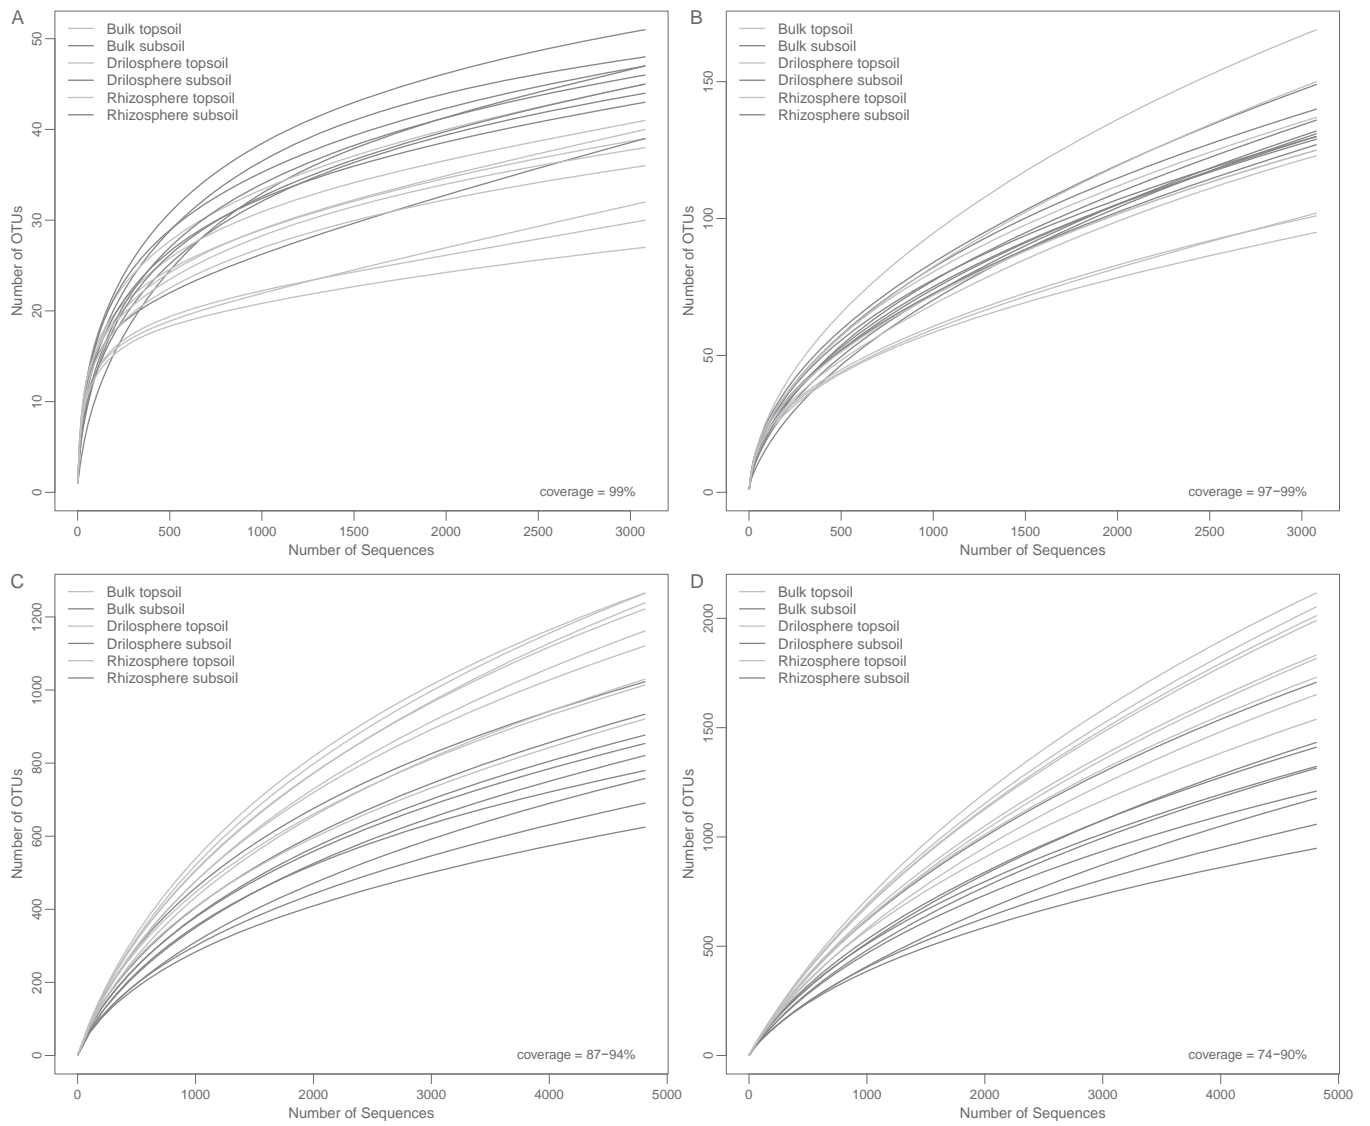 A
Bulk topsoil
Bulk subsoil
Drilosphere topsoil
Drilosphere subsoil
Rhizosphere topsoil
Rhizosphere subsoil
Number of OTUs
50
40
30
20
10
0
coverage = 99%
0 500 1000 1500 2000 2500 3000
Number of Sequences
B
Bulk topsoil
Bulk subsoil
Drilosphere topsoil
Drilosphere subsoil
Rhizosphere topsoil
Rhizosphere subsoil
Number of OTUs
150
100
50
0
coverage = 97−99%
0 500 1000 1500 2000 2500 3000
Number of Sequences
C
Bulk topsoil
Bulk subsoil
Drilosphere topsoil
Drilosphere subsoil
Rhizosphere topsoil
Rhizosphere subsoil
Number of OTUs
1200
1000
800
600
400
200
0
coverage = 87−94%
0 1000 2000 3000 4000 5000
Number of Sequences
D
Bulk topsoil
Bulk subsoil
Drilosphere topsoil
Drilosphere subsoil
Rhizosphere topsoil
Rhizosphere subsoil
Number of OTUs
2000
1500
1000
500
0
coverage = 74−90%
0 1000 2000 3000 4000 5000
Number of Sequences